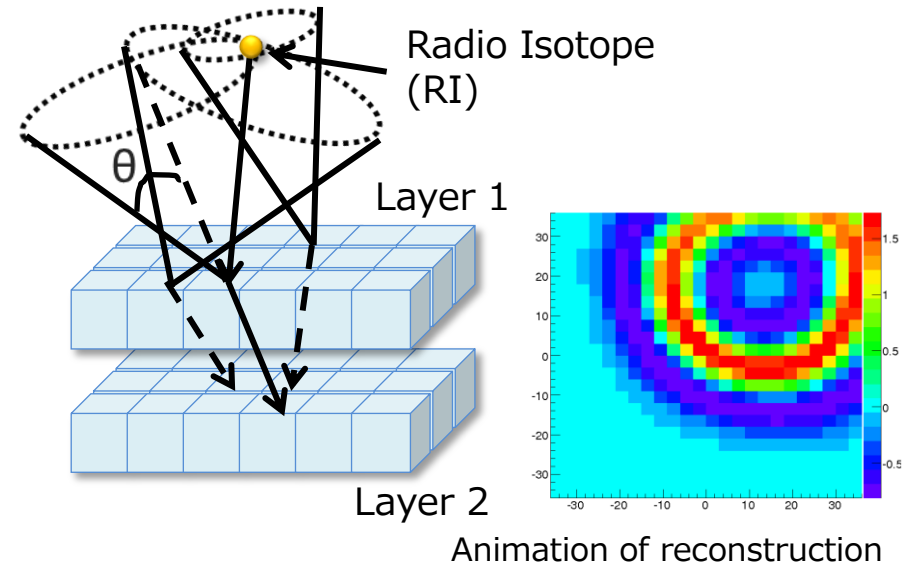 Radio Isotope
(RI)
θ
Layer 1
Layer 2
30
20
10
0
-10
-20
-30
-30 -20 -10 0 10 20 30
1.5
1
0.5
0
-0.5
Animation of reconstruction